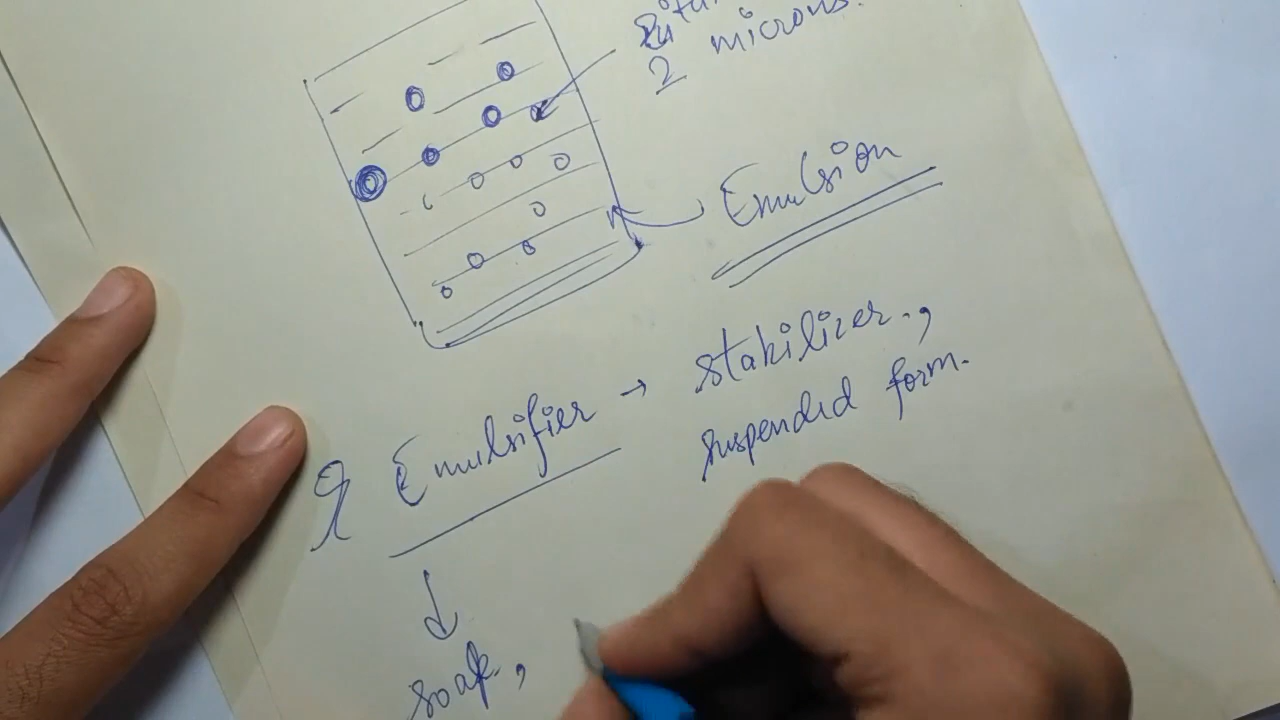 2 microns.
Emulsion
Emulsifier → stabilizer.,
suspended form.
↓
soap,